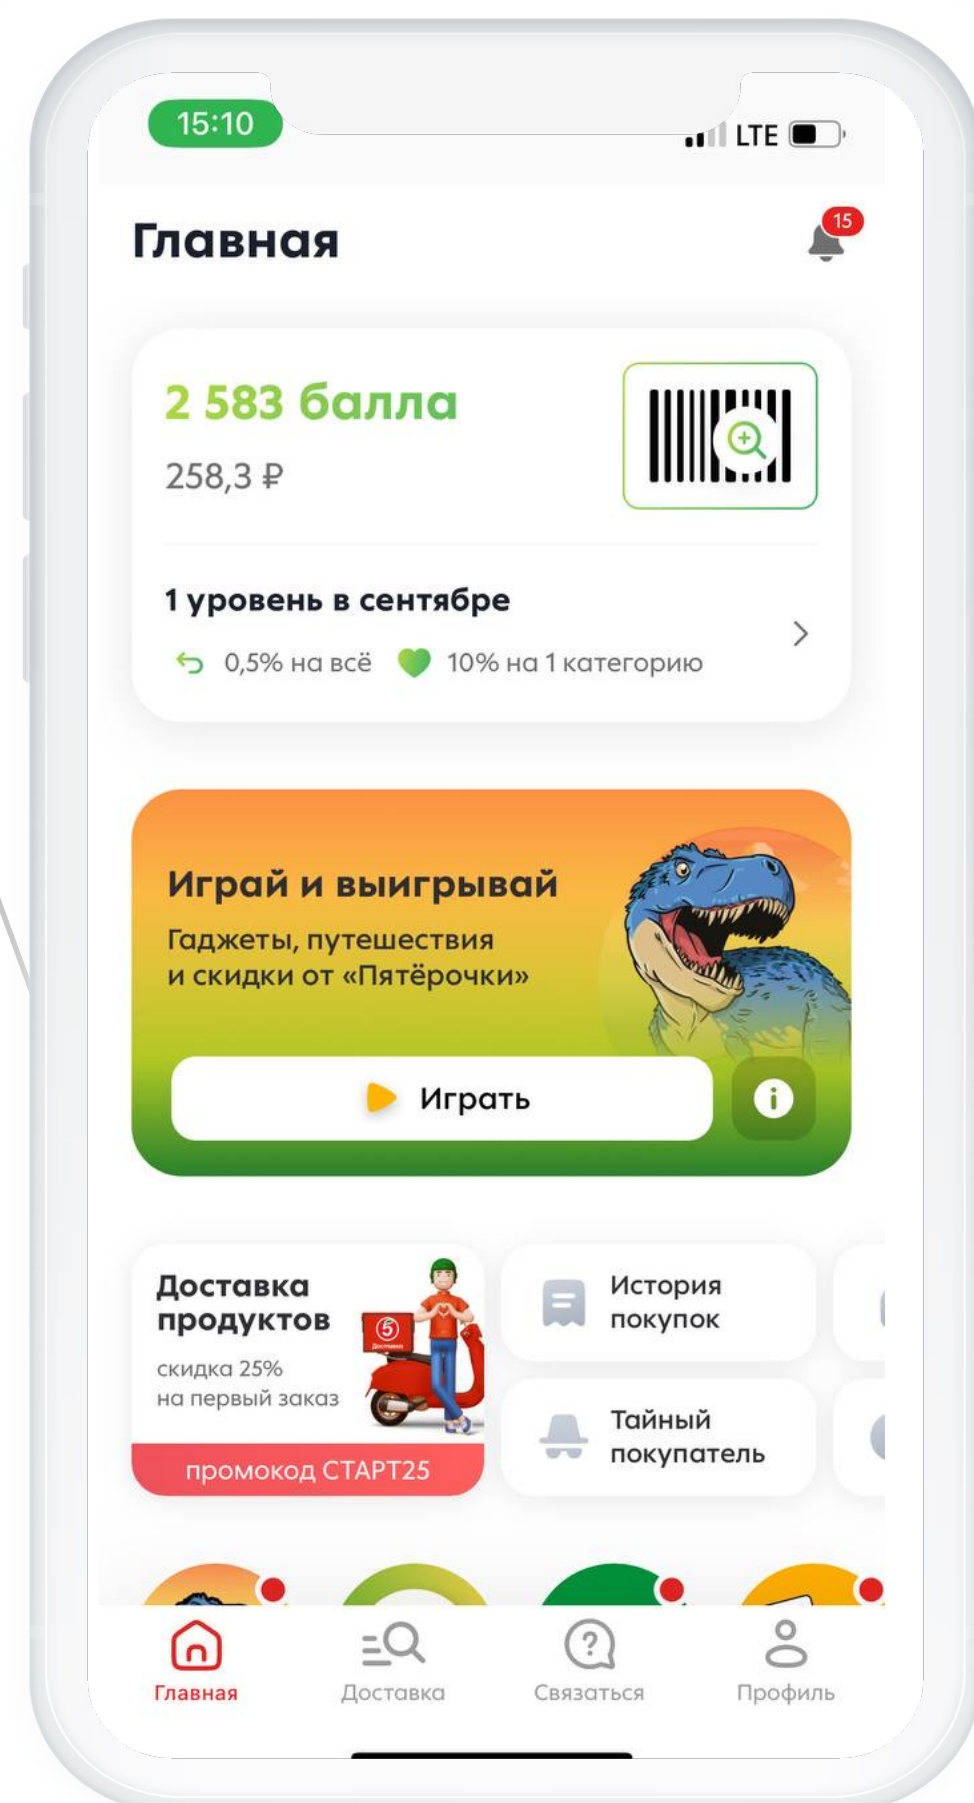 15:10
LTE
Главная
15
2 583 балла
258,3 ₽
1 уровень в сентябре
0,5% на всё 10% на 1 категорию
Играй и выигрывай
Гаджеты, путешествия
и скидки от «Пятёрочки»
Играть
Доставка
продуктов
скидка 25%
на первый заказ
5
Доставка
промокод СТАРТ25
История
покупок
Тайный
покупатель
Главная
Доставка
Связаться
Профиль